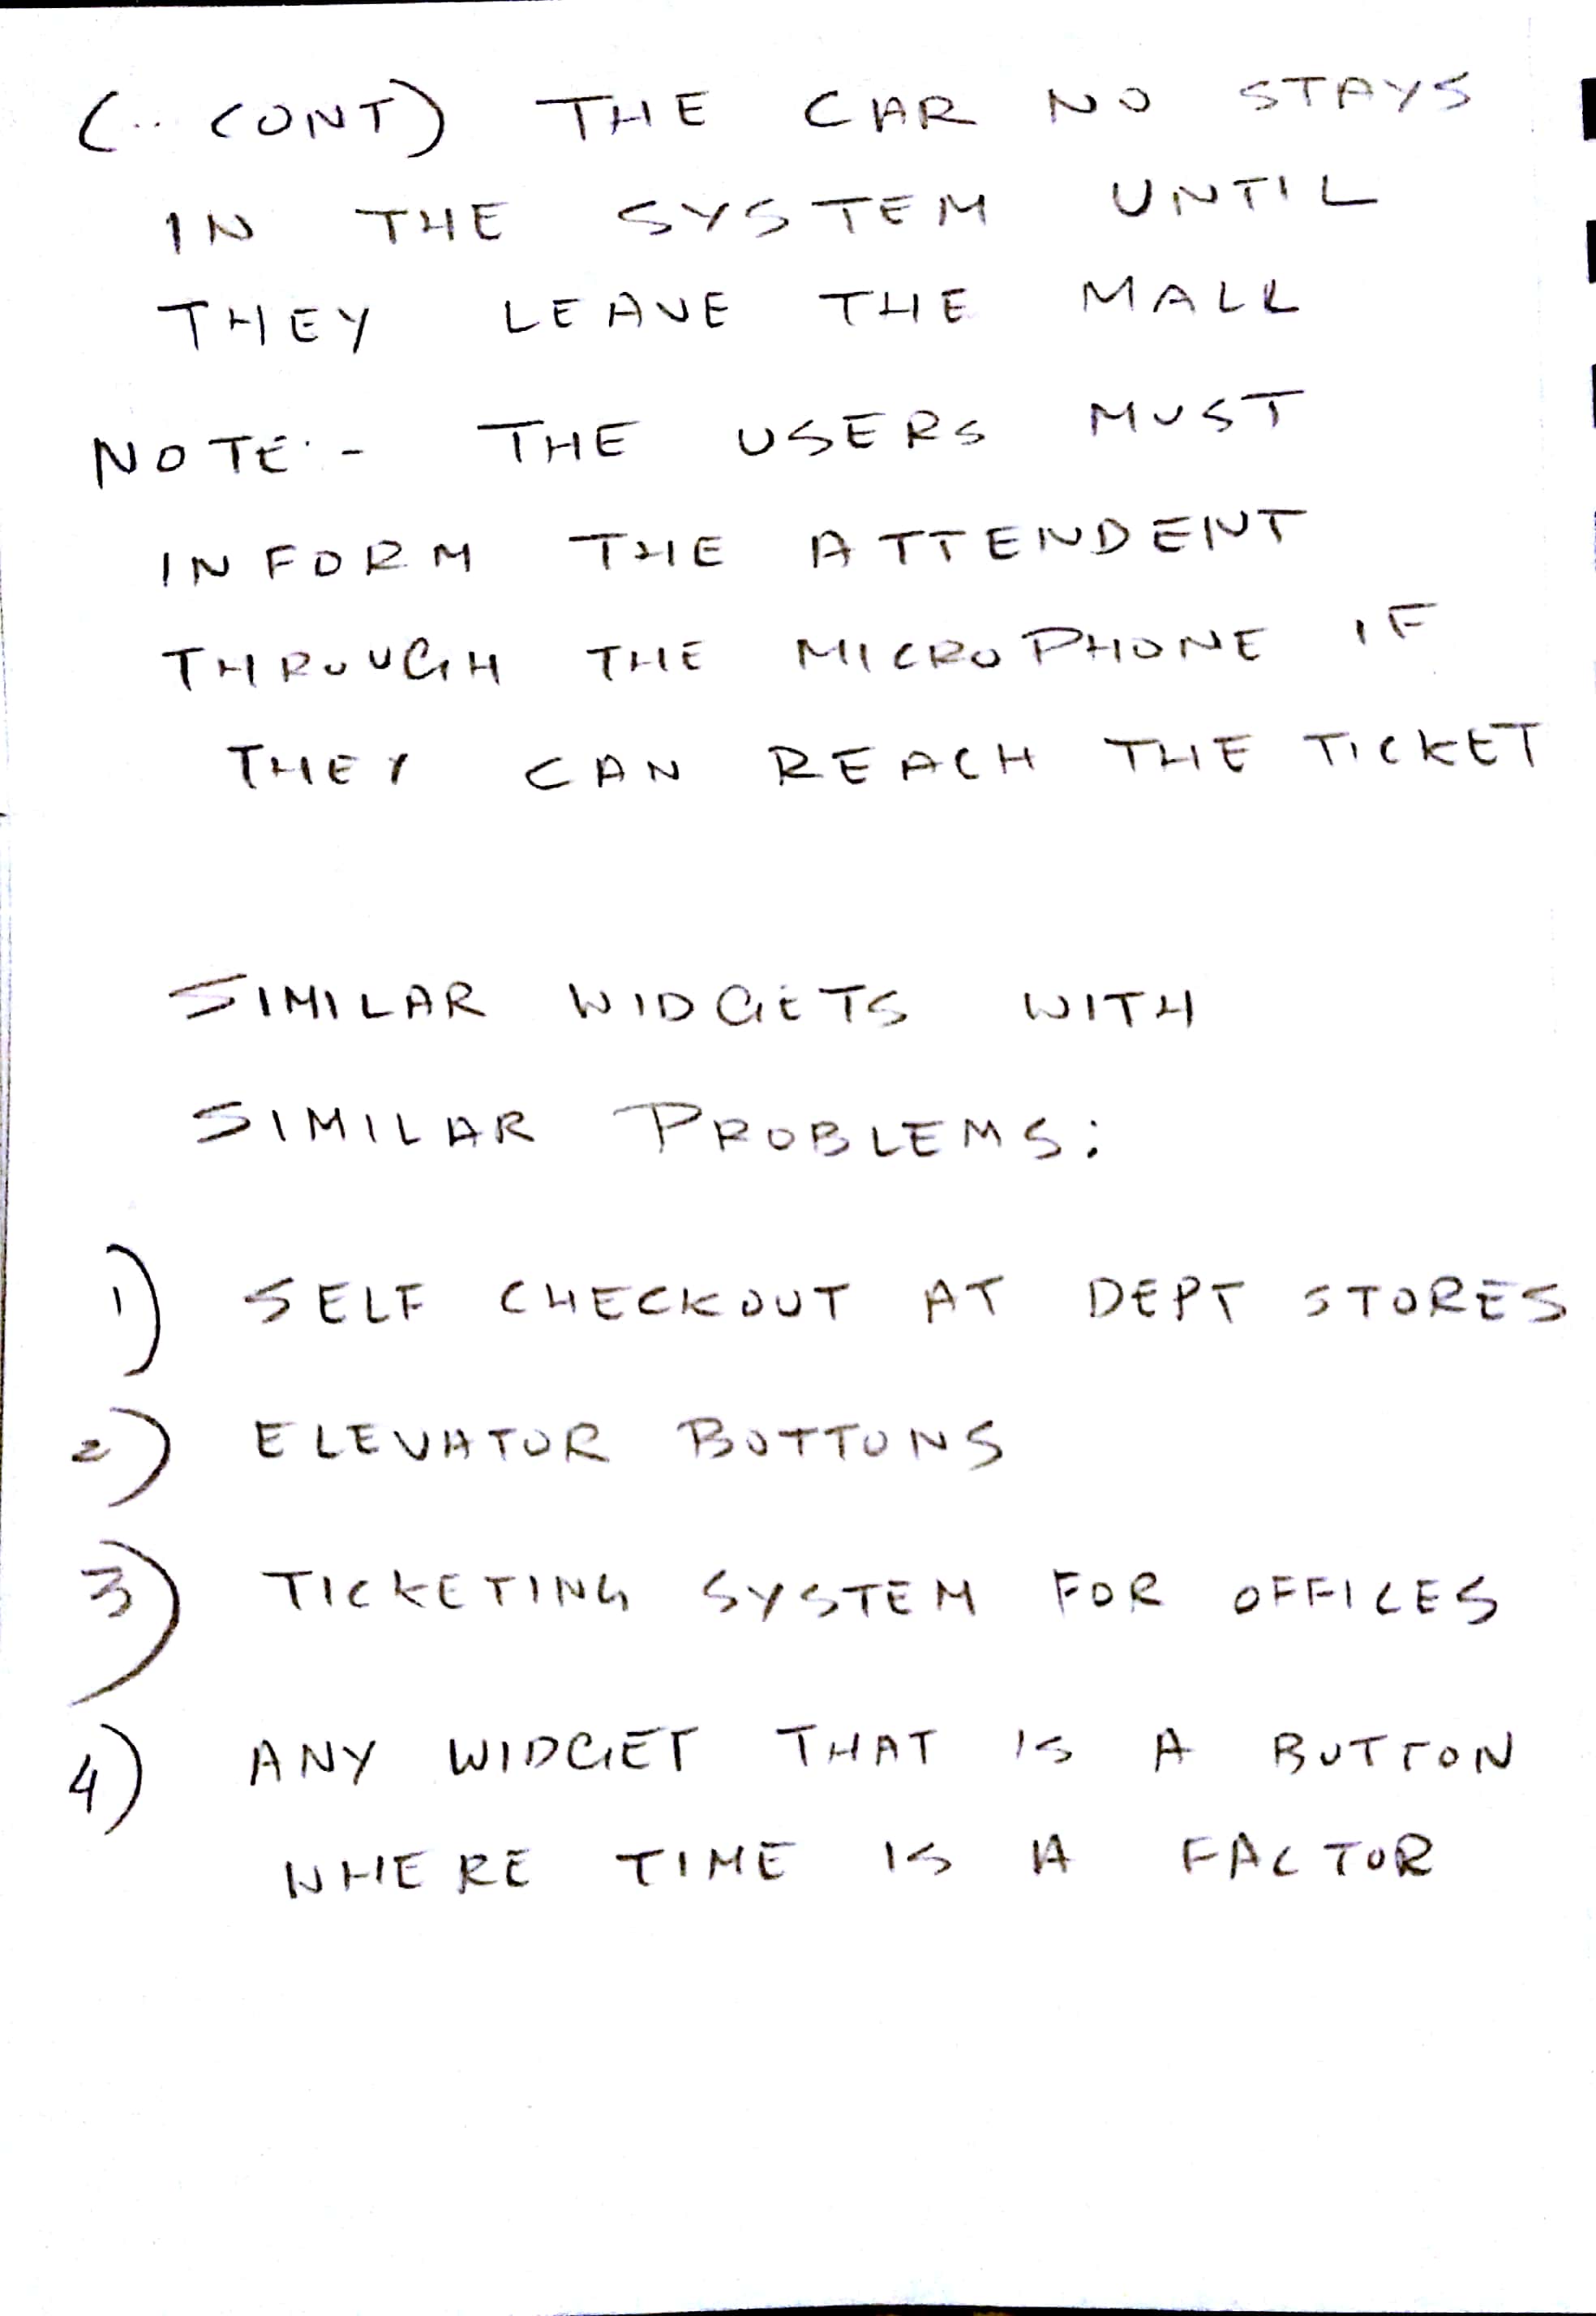 (.. CONT) THE CAR NO STAYS
IN THE SYSTEM UNTIL
THEY LEAVE THE MALL
NOTE:- THE USERS MUST
INFORM THE ATTENDENT
THROUGH THE MICROPHONE IF
THEY CAN REACH THE TICKET
SIMILAR WIDGETS WITH
SIMILAR PROBLEMS:
1) SELF CHECKOUT AT DEPT STORES
2) ELEVATOR BUTTONS
3) TICKETING SYSTEM FOR OFFICES
4) ANY WIDGET THAT IS A BUTTON
WHERE TIME IS A FACTOR